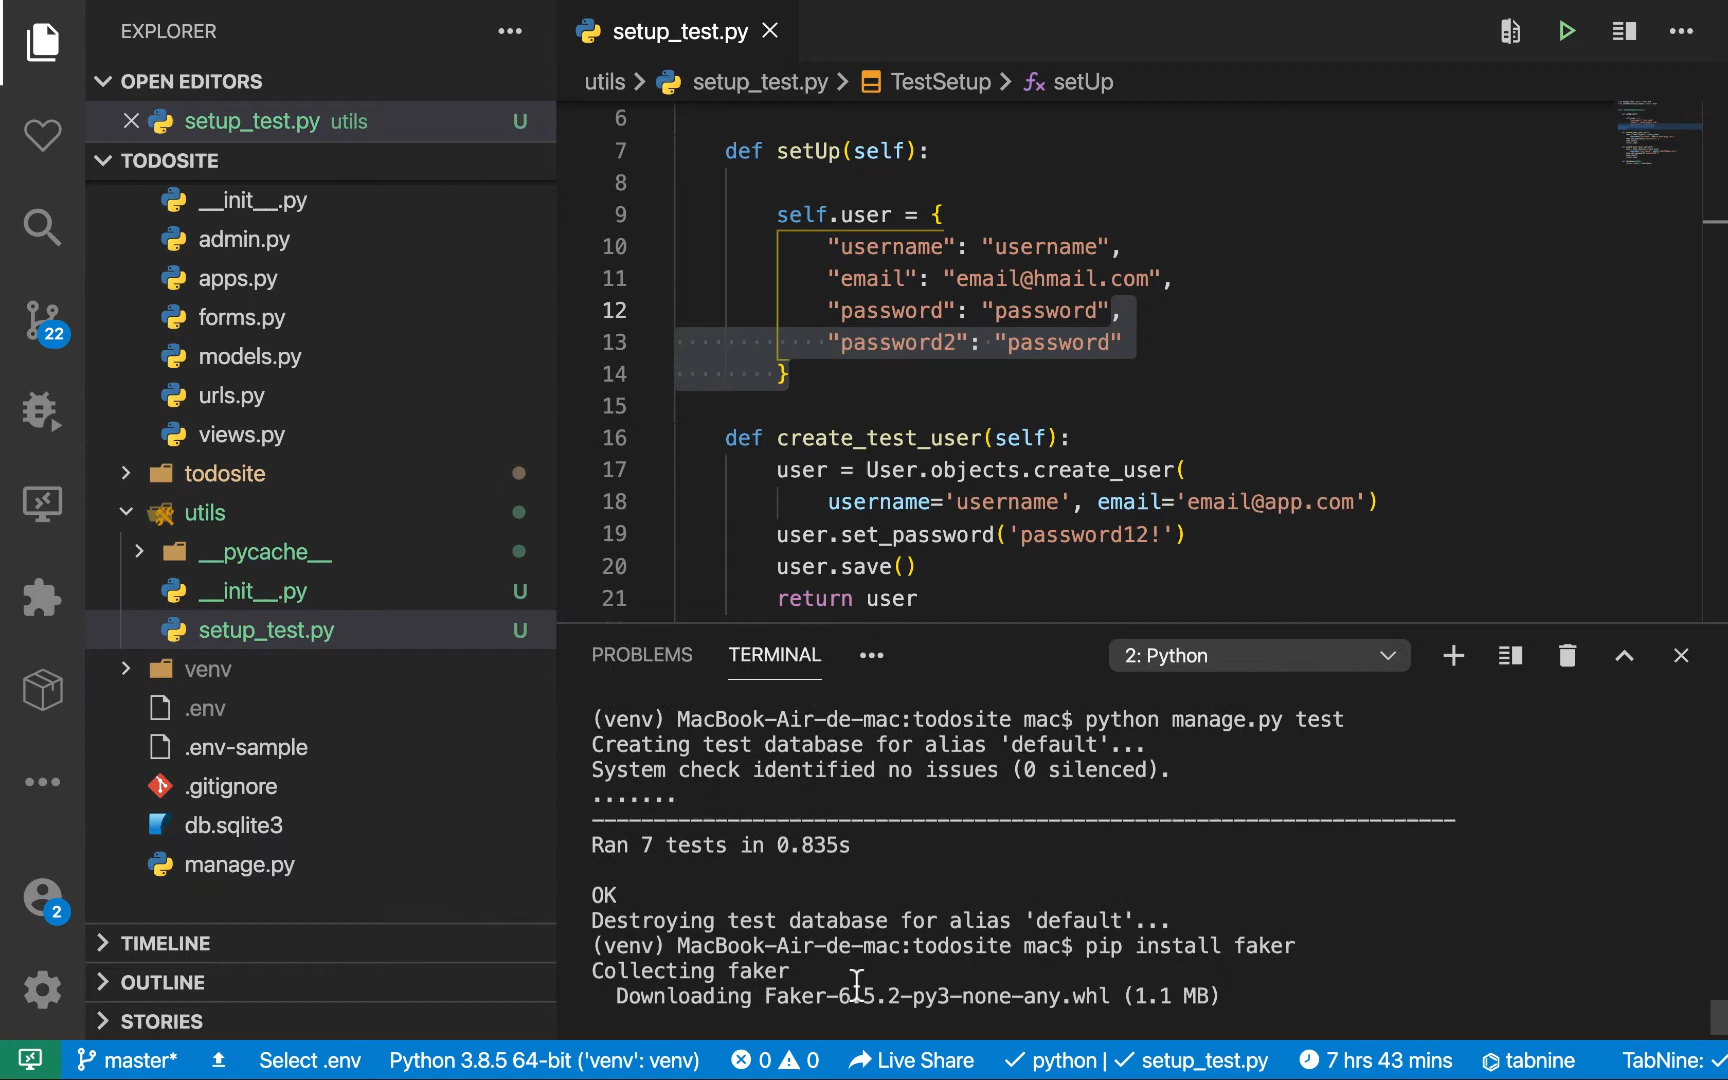 EXPLORER
OPEN EDITORS
setup_test.py utils U
TODOSITE
__init__.py
admin.py
apps.py
forms.py
models.py
urls.py
views.py
todosite
utils
__pycache__
__init__.py U
setup_test.py U
venv
.env
.env-sample
.gitignore
db.sqlite3
manage.py
TIMELINE
OUTLINE
STORIES
22
2
setup_test.py
utils > setup_test.py > TestSetup > setUp
6
7 def setUp(self):
8
9 self.user = {
10 "username": "username",
11 "email": "email@hmail.com",
12 "password": "password",
13 "password2": "password"
14 }
15
16 def create_test_user(self):
17 user = User.objects.create_user(
18 username='username', email='email@app.com')
19 user.set_password('password12!')
20 user.save()
21 return user
PROBLEMS TERMINAL 2: Python
(venv) MacBook-Air-de-mac:todosite mac$ python manage.py test
Creating test database for alias 'default'...
System check identified no issues (0 silenced).
.......
----------------------------------------------------------------------
Ran 7 tests in 0.835s
OK
Destroying test database for alias 'default'...
(venv) MacBook-Air-de-mac:todosite mac$ pip install faker
Collecting faker
Downloading Faker-6.5.2-py3-none-any.whl (1.1 MB)
master* Select .env Python 3.8.5 64-bit ('venv': venv) 0 0 Live Share python | setup_test.py 7 hrs 43 mins tabnine TabNine: